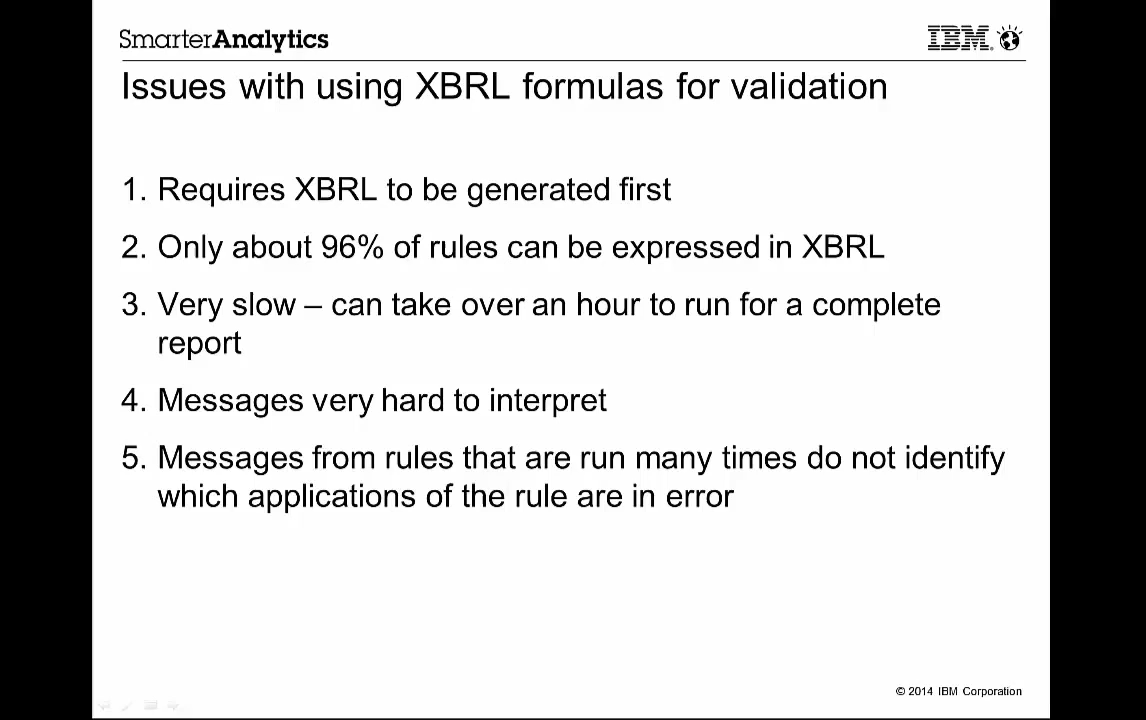 SmarterAnalytics
IBM
Issues with using XBRL formulas for validation
1. Requires XBRL to be generated first
2. Only about 96% of rules can be expressed in XBRL
3. Very slow – can take over an hour to run for a complete
report
4. Messages very hard to interpret
5. Messages from rules that are run many times do not identify
which applications of the rule are in error
© 2014 IBM Corporation